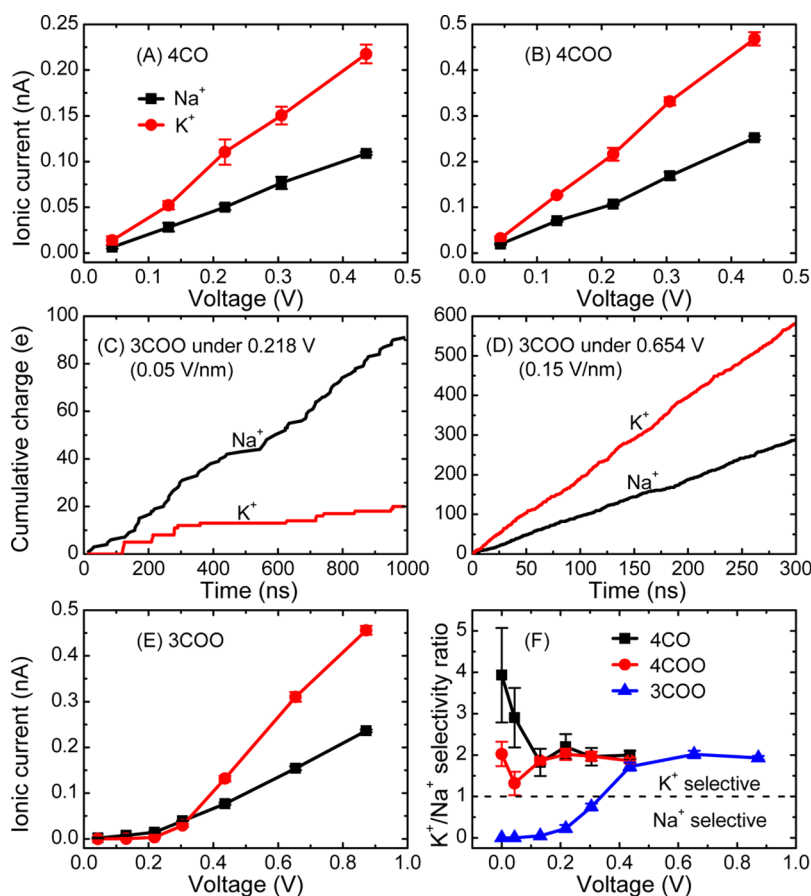 (A) 4CO
Na⁺
K⁺
Ionic current (nA)
0.25
0.20
0.15
0.10
0.05
0.00
0.0 0.1 0.2 0.3 0.4 0.5
Voltage (V)
(B) 4COO
0.5
0.4
0.3
0.2
0.1
0.0
0.0 0.1 0.2 0.3 0.4 0.5
Voltage (V)
(C) 3COO under 0.218 V
(0.05 V/nm)
Na⁺
K⁺
Cumulative charge (e)
100
80
60
40
20
0
0 200 400 600 800 1000
Time (ns)
(D) 3COO under 0.654 V
(0.15 V/nm)
K⁺
Na⁺
600
500
400
300
200
100
0
0 50 100 150 200 250 300
Time (ns)
(E) 3COO
Ionic current (nA)
0.5
0.4
0.3
0.2
0.1
0.0
0.0 0.2 0.4 0.6 0.8 1.0
Voltage (V)
(F)
4CO
4COO
3COO
K⁺ selective
Na⁺ selective
K⁺/Na⁺ selectivity ratio
5
4
3
2
1
0
0.0 0.2 0.4 0.6 0.8 1.0
Voltage (V)